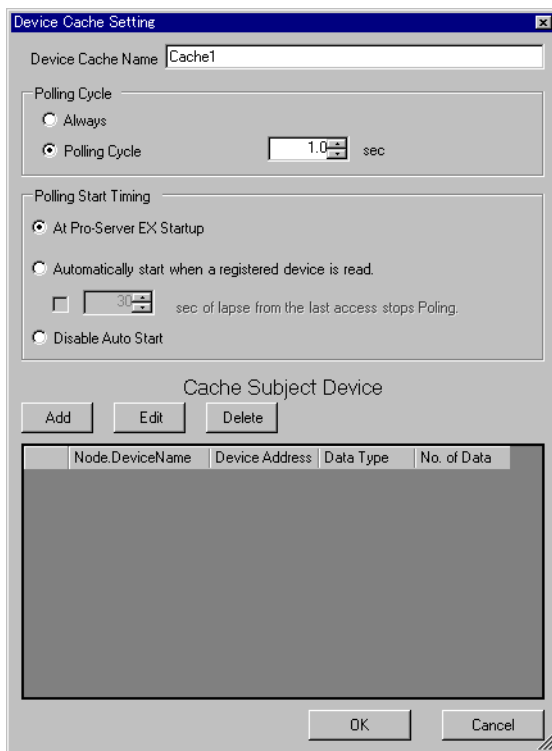 Device Cache Setting
Device Cache Name Cache1
Polling Cycle
Always
Polling Cycle 1.0 sec
Polling Start Timing
At Pro-Server EX Startup
Automatically start when a registered device is read.
30 sec of lapse from the last access stops Poling.
Disable Auto Start
Cache Subject Device
Add Edit Delete
Node.DeviceName Device Address Data Type No. of Data
OK Cancel